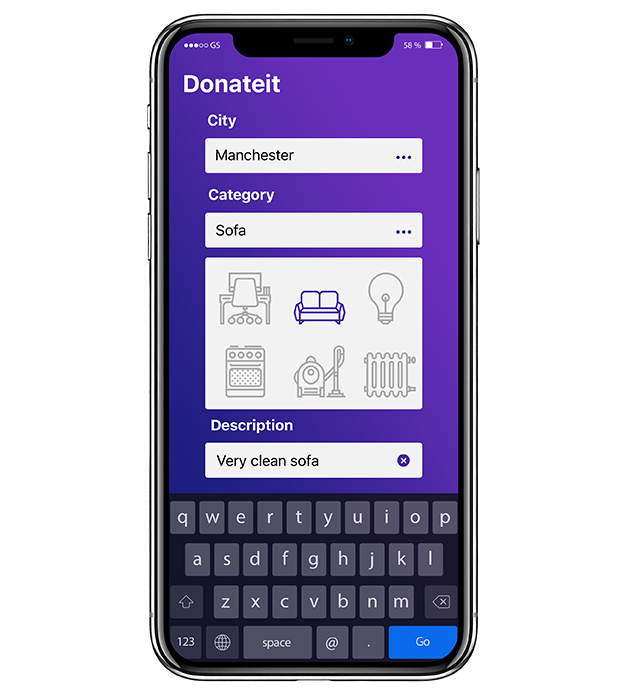 GS 58 %
Donateit
City
Manchester
Category
Sofa
Description
Very clean sofa
q w e r t y u i o p
a s d f g h j k l
z x c v b n m
123 space @ . Go